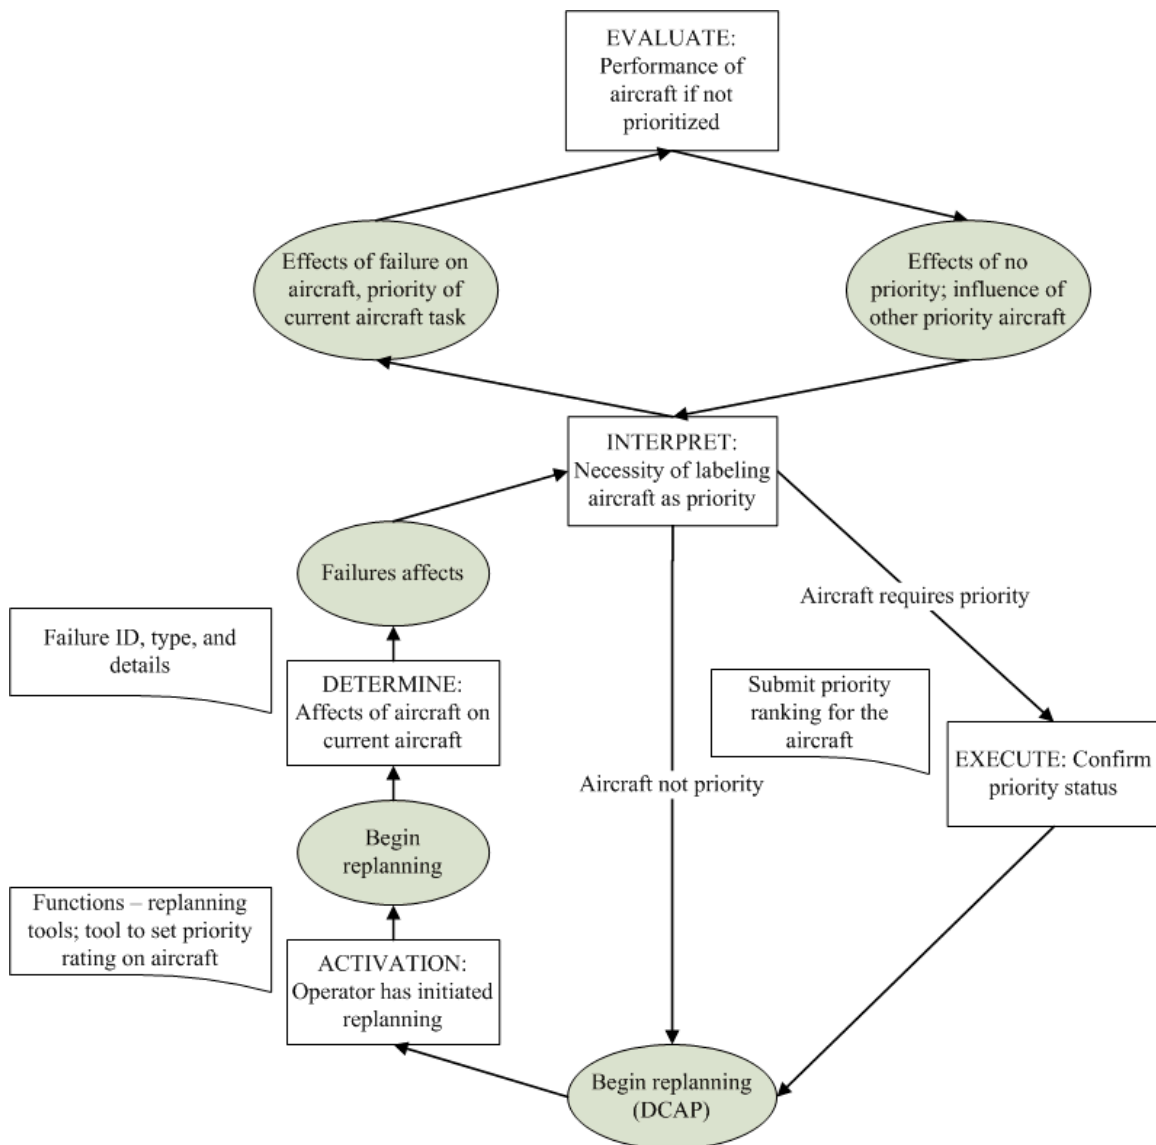 EVALUATE:
Performance of
aircraft if not
prioritized
Effects of failure on
aircraft, priority of
current aircraft task
Effects of no
priority; influence of
other priority aircraft
INTERPRET:
Necessity of labeling
aircraft as priority
Failures affects
Aircraft requires priority
Failure ID, type, and
details
DETERMINE:
Affects of aircraft on
current aircraft
Submit priority
ranking for the
aircraft
EXECUTE: Confirm
priority status
Aircraft not priority
Begin
replanning
Functions – replanning
tools; tool to set priority
rating on aircraft
ACTIVATION:
Operator has initiated
replanning
Begin replanning
(DCAP)